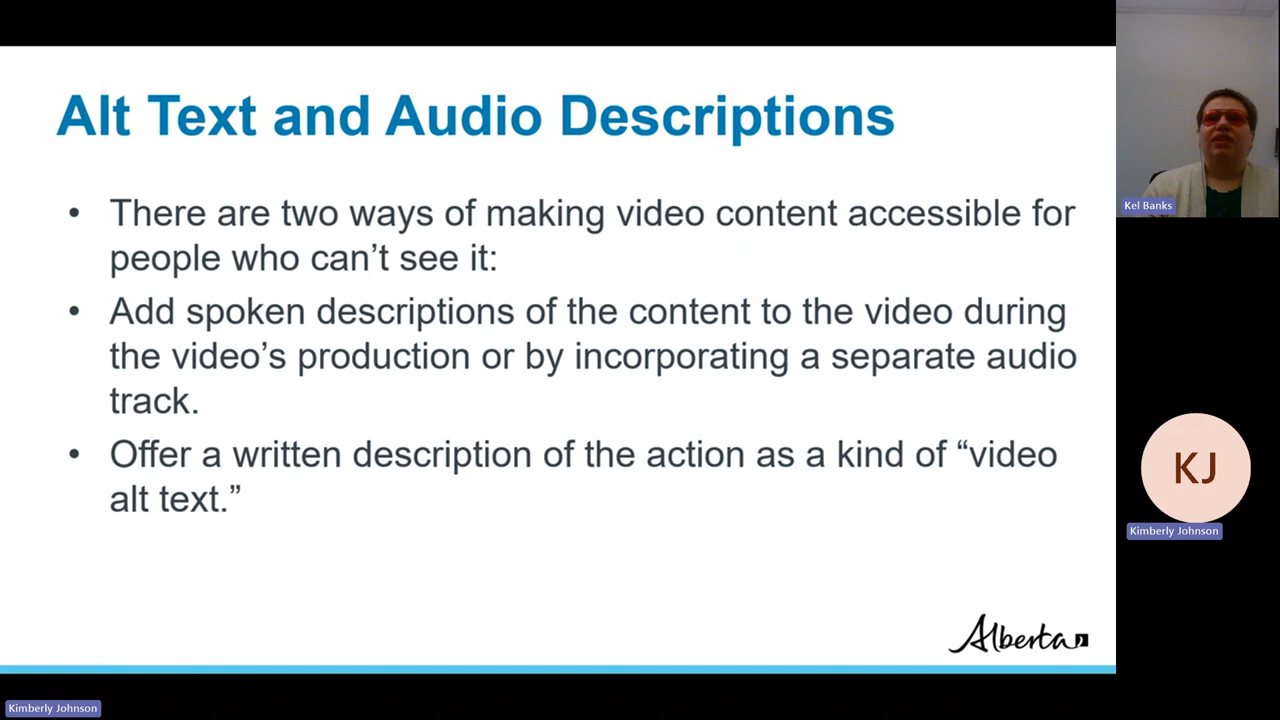 Alt Text and Audio Descriptions
• There are two ways of making video content accessible for
people who can’t see it:
• Add spoken descriptions of the content to the video during
the video’s production or by incorporating a separate audio
track.
• Offer a written description of the action as a kind of “video
alt text.”
Alberta
Kel Banks
KJ
Kimberly Johnson
Kimberly Johnson